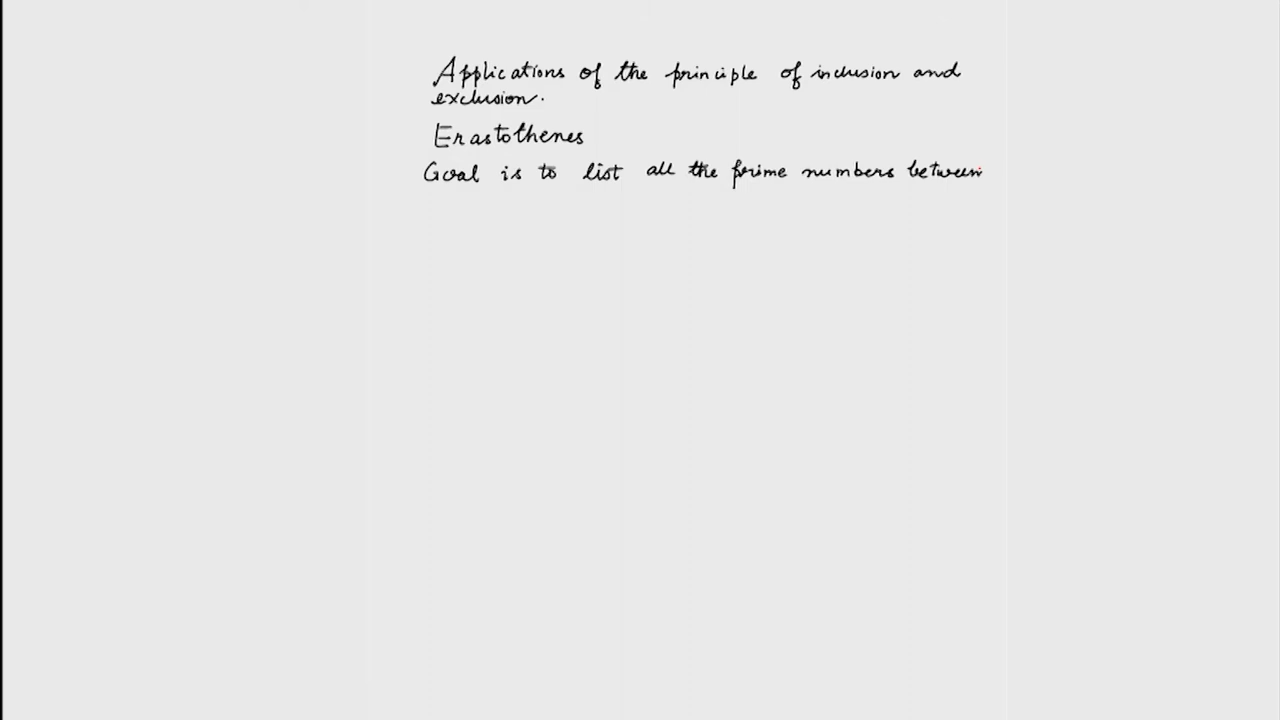 Applications of the principle of inclusion and
exclusion.
Erastothenes
Goal is to list all the prime numbers between